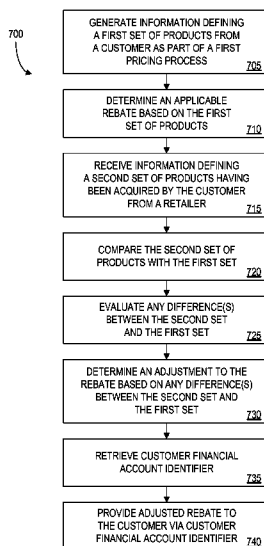 700
GENERATE INFORMATION DEFINING
A FIRST SET OF PRODUCTS FROM
A CUSTOMER AS PART OF A FIRST
PRICING PROCESS
705
DETERMINE AN APPLICABLE
REBATE BASED ON THE FIRST
SET OF PRODUCTS
710
RECEIVE INFORMATION DEFINING
A SECOND SET OF PRODUCTS HAVING
BEEN ACQUIRED BY THE CUSTOMER
FROM A RETAILER
715
COMPARE THE SECOND SET OF
PRODUCTS WITH THE FIRST SET
720
EVALUATE ANY DIFFERENCE(S)
BETWEEN THE SECOND SET
AND THE FIRST SET
725
DETERMINE AN ADJUSTMENT TO THE
REBATE BASED ON ANY DIFFERENCE(S)
BETWEEN THE SECOND SET AND
THE FIRST SET
730
RETRIEVE CUSTOMER FINANCIAL
ACCOUNT IDENTIFIER
735
PROVIDE ADJUSTED REBATE TO
THE CUSTOMER VIA CUSTOMER
FINANCIAL ACCOUNT IDENTIFIER
740